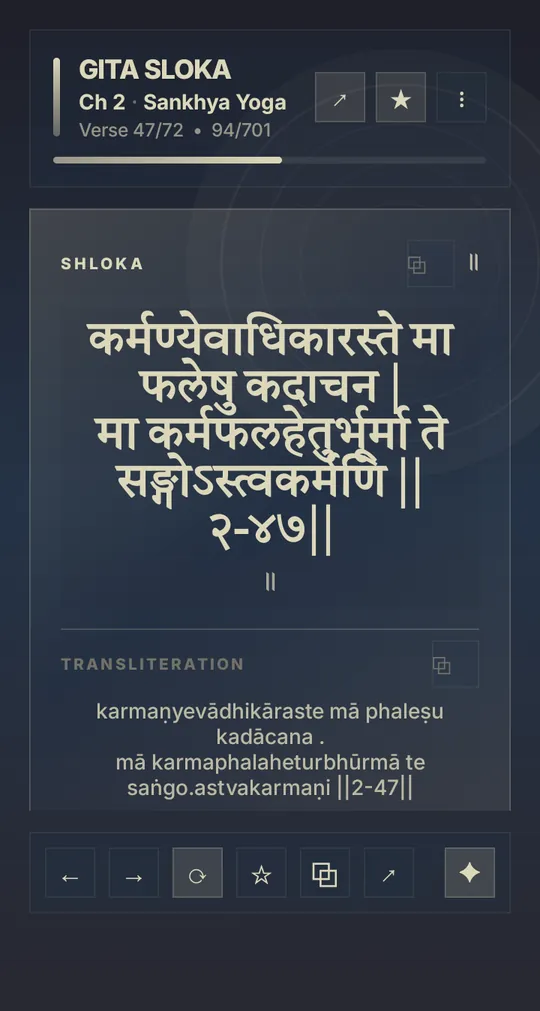 GITA SLOKA
Ch 2 · Sankhya Yoga
Verse 47/72 • 94/701
SHLOKA
॥
कर्मण्येवाधिकारस्ते मा
फलेषु कदाचन |
मा कर्मफलहेतुर्भूर्मा ते
सङ्गोऽस्त्वकर्मणि ||
२-४७||
॥
TRANSLITERATION
karmaṇyevādhikāraste mā phaleṣu
kadācana .
mā karmaphalaheturbhūrmā te
saṅgo.astvakarmaṇi ||2-47||